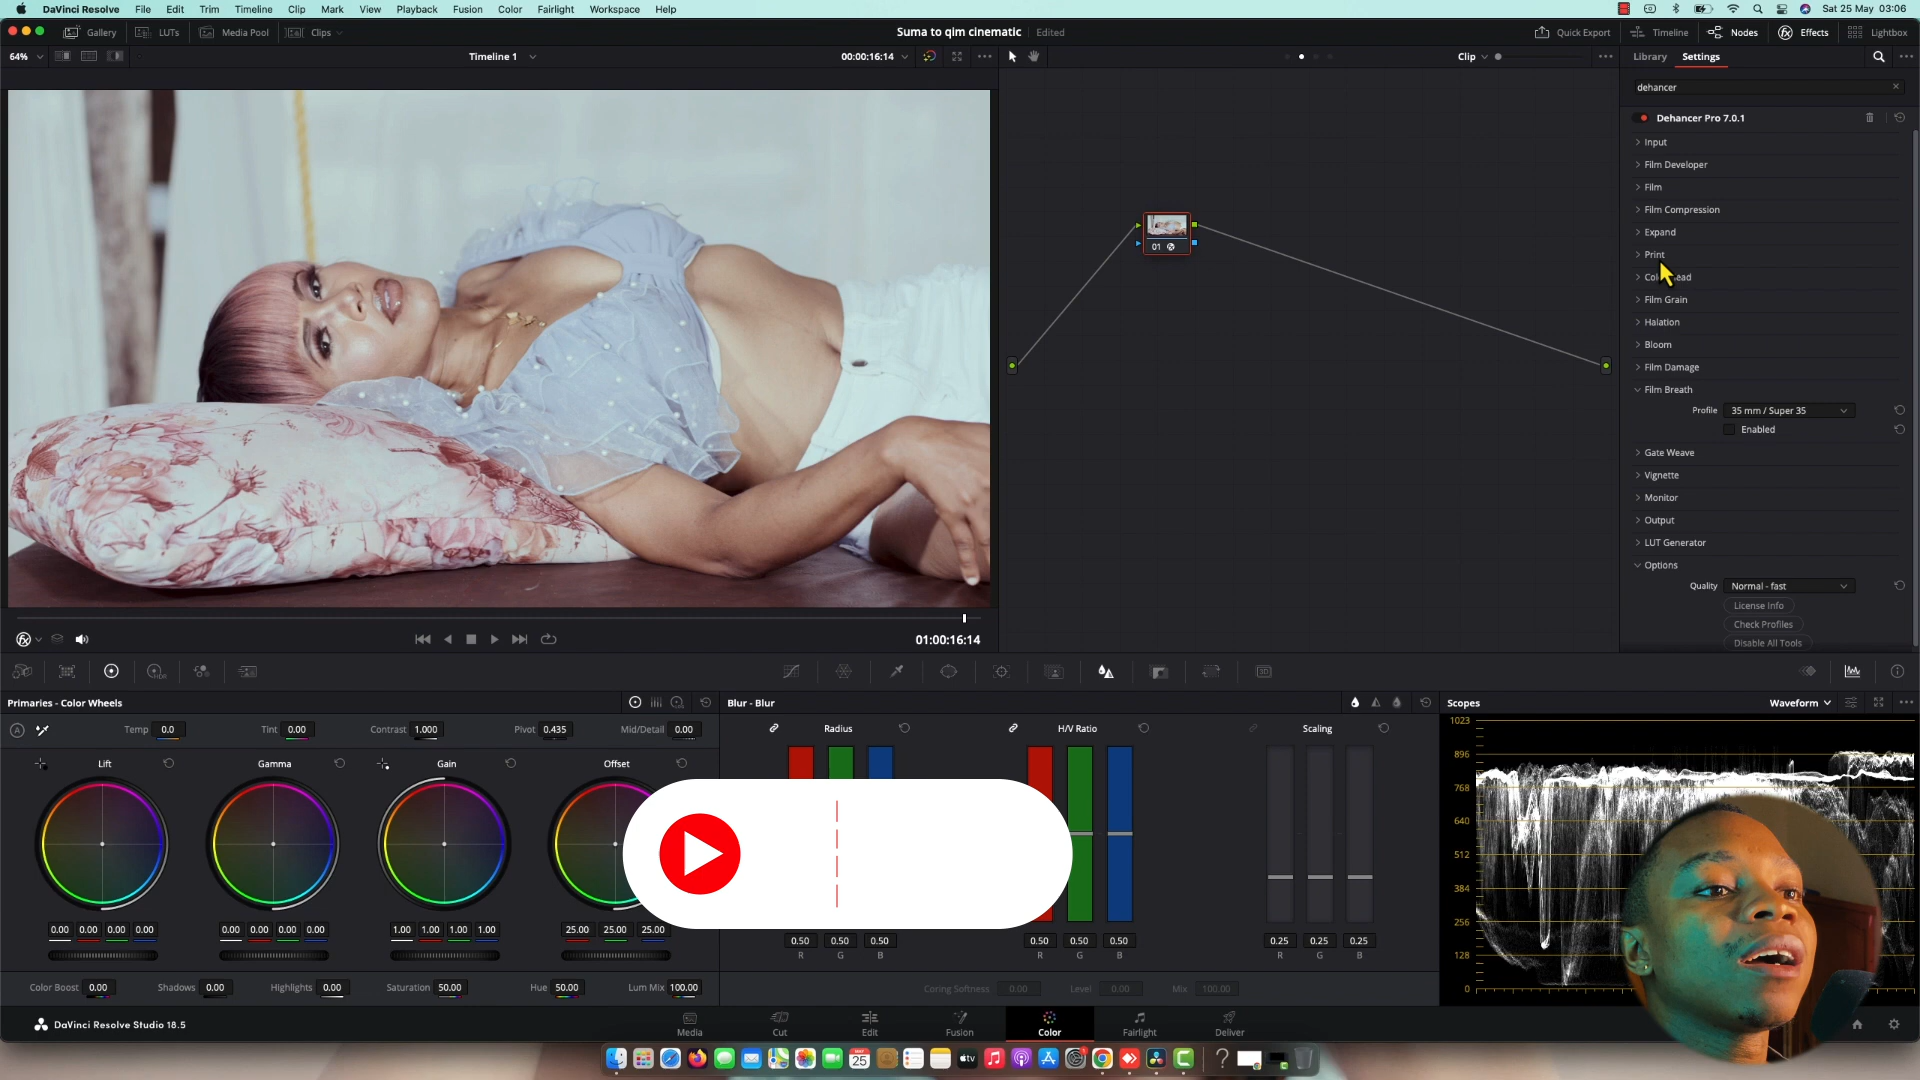 DaVinci Resolve File Edit Trim Timeline Clip Mark View Playback Fusion Color Fairlight Workspace Help Sat 25 May 03:06
Gallery LUTs Media Pool Clips Suma to qim cinematic Edited Quick Export Timeline Nodes Effects Lightbox
64% Timeline 1 00:00:16:14 Clip Library Settings
dehancer
Dehancer Pro 7.0.1
Input
Film Developer
Film
Film Compression
Expand
Print
Film Grain
Halation
Bloom
Film Damage
Film Breath
Profile 35 mm / Super 35
Enabled
Gate Weave
Vignette
Monitor
Output
LUT Generator
Options
Quality Normal - fast
License Info
Check Profiles
Disable All Tools
01
01:00:16:14
Primaries - Color Wheels Blur - Blur Scopes Waveform
Temp 0.0 Tint 0.00 Contrast 1.000 Pivot 0.435 Mid/Detail 0.00 Radius H/V Ratio Scaling
Lift Gamma Gain Offset
0.00 0.00 0.00 0.00 0.00 0.00 0.00 0.00 1.00 1.00 1.00 1.00 25.00 25.00 25.00
0.50 0.50 0.50 0.50 0.50 0.50 0.25 0.25 0.25
R G B R G B R G B
Color Boost 0.00 Shadows 0.00 Highlights 0.00 Saturation 50.00 Hue 50.00 Lum Mix 100.00 Coring Softness 0.00 Level 0.00 Mix 100.00
1023
896
768
640
512
384
256
128
0
DaVinci Resolve Studio 18.5 Media Cut Edit Fusion Color Fairlight Deliver
25 tv